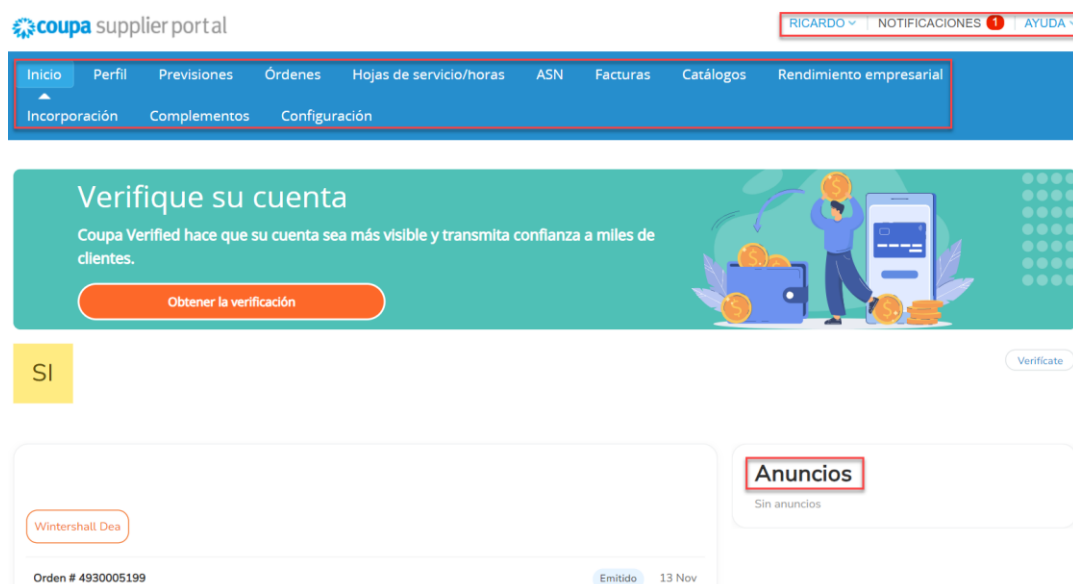 coupa supplier portal
RICARDO NOTIFICACIONES 1 AYUDA
Inicio Perfil Previsiones Órdenes Hojas de servicio/horas ASN Facturas Catálogos Rendimiento empresarial
Incorporación Complementos Configuración
Verifique su cuenta
Coupa Verified hace que su cuenta sea más visible y transmita confianza a miles de
clientes.
Obtener la verificación
SI
Verifícate
Anuncios
Sin anuncios
Wintershall Dea
Orden # 4930005199 Emitido 13 Nov